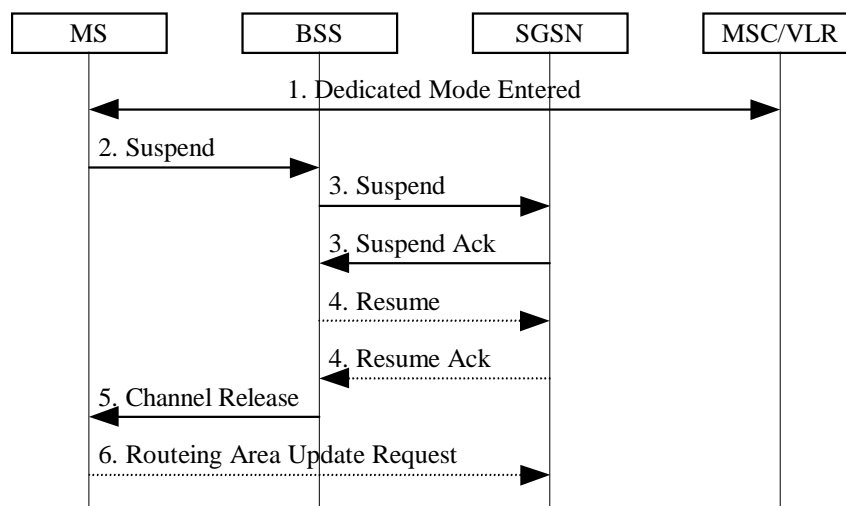 MS BSS SGSN MSC/VLR
1. Dedicated Mode Entered
2. Suspend
3. Suspend
3. Suspend Ack
4. Resume
4. Resume Ack
5. Channel Release
6. Routeing Area Update Request